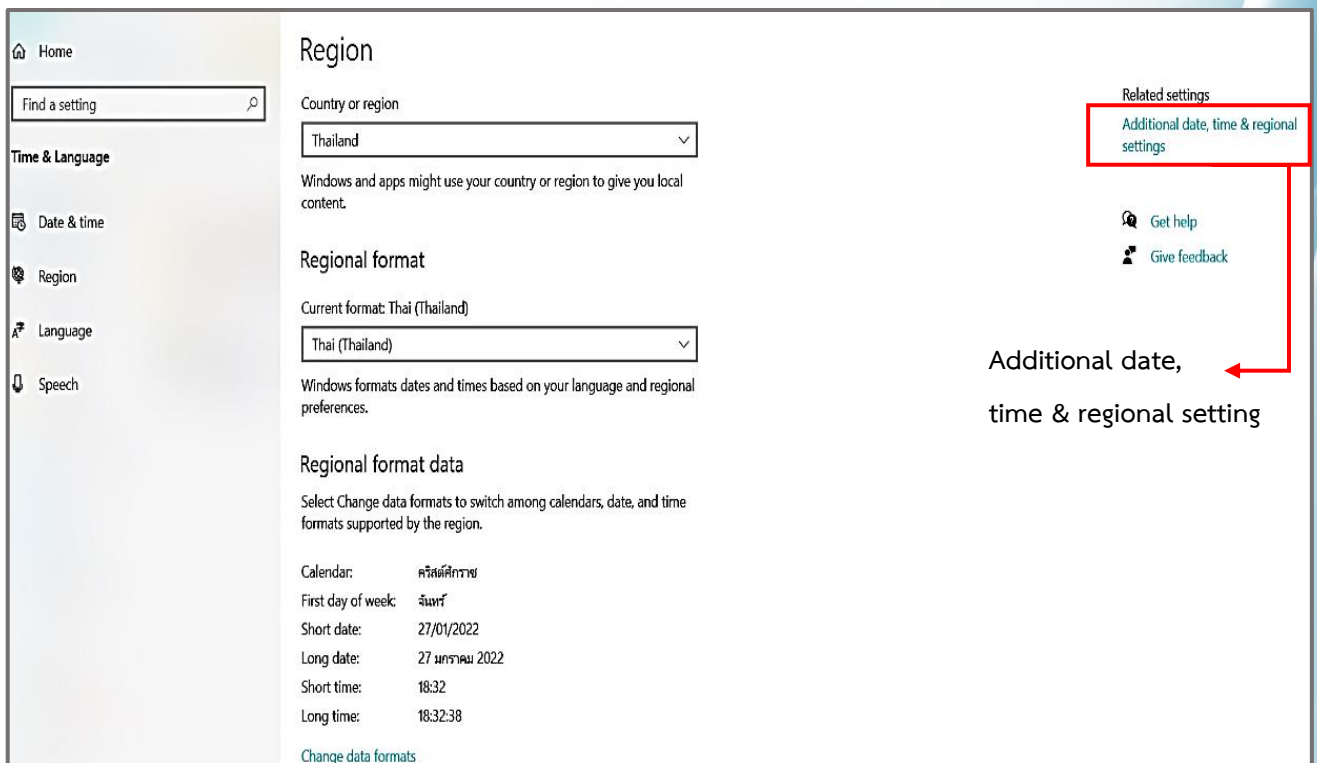 Home
Find a setting
Time & Language
Date & time
Region
Language
Speech
Region
Country or region
Thailand
Windows and apps might use your country or region to give you local
content.
Regional format
Current format: Thai (Thailand)
Thai (Thailand)
Windows formats dates and times based on your language and regional
preferences.
Regional format data
Select Change data formats to switch among calendars, date, and time
formats supported by the region.
Calendar: คริสต์ศักราช
First day of week: จันทร์
Short date: 27/01/2022
Long date: 27 มกราคม 2022
Short time: 18:32
Long time: 18:32:38
Change data formats
Related settings
Additional date, time & regional
settings
Get help
Give feedback
Additional date,
time & regional setting